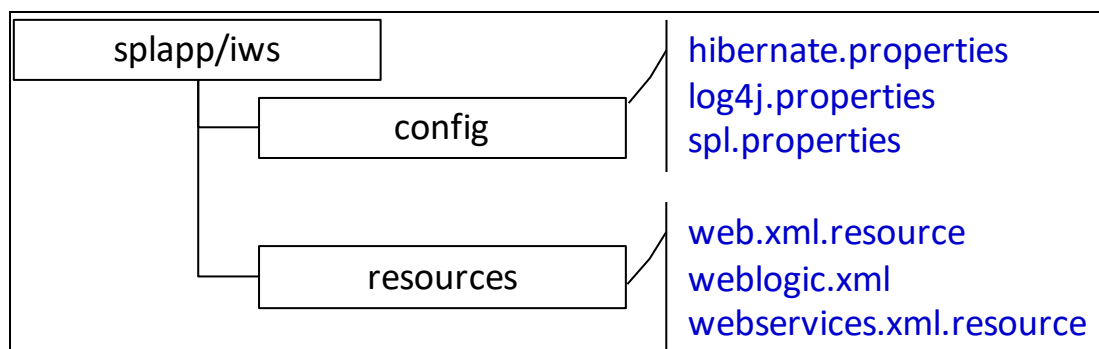 splapp/iws
config
hibernate.properties
log4j.properties
spl.properties
resources
web.xml.resource
weblogic.xml
webservices.xml.resource